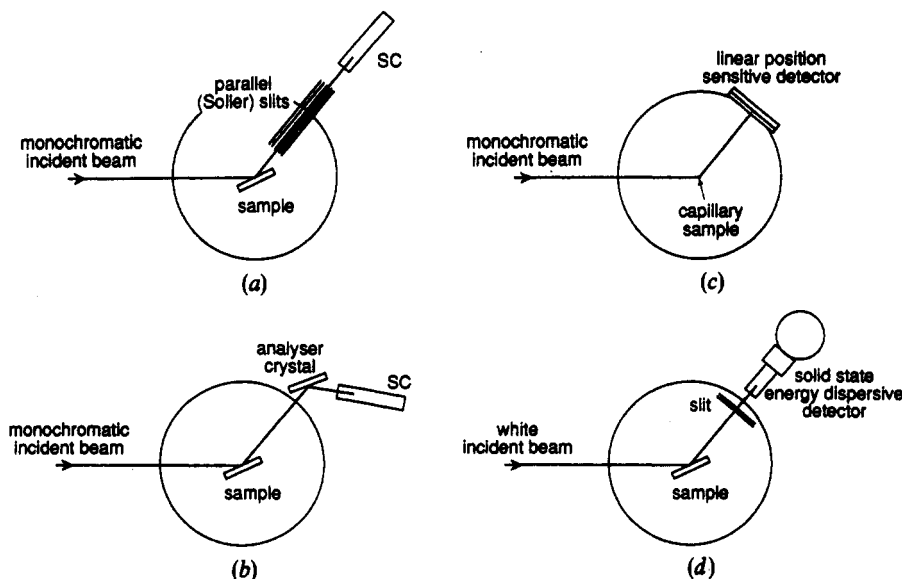 SC
parallel
(Soller) slits
monochromatic
incident beam
sample
(a)
linear position
sensitive detector
monochromatic
incident beam
capillary
sample
(c)
analyser
crystal
SC
monochromatic
incident beam
sample
(b)
solid state
energy dispersive
detector
slit
white
incident beam
sample
(d)